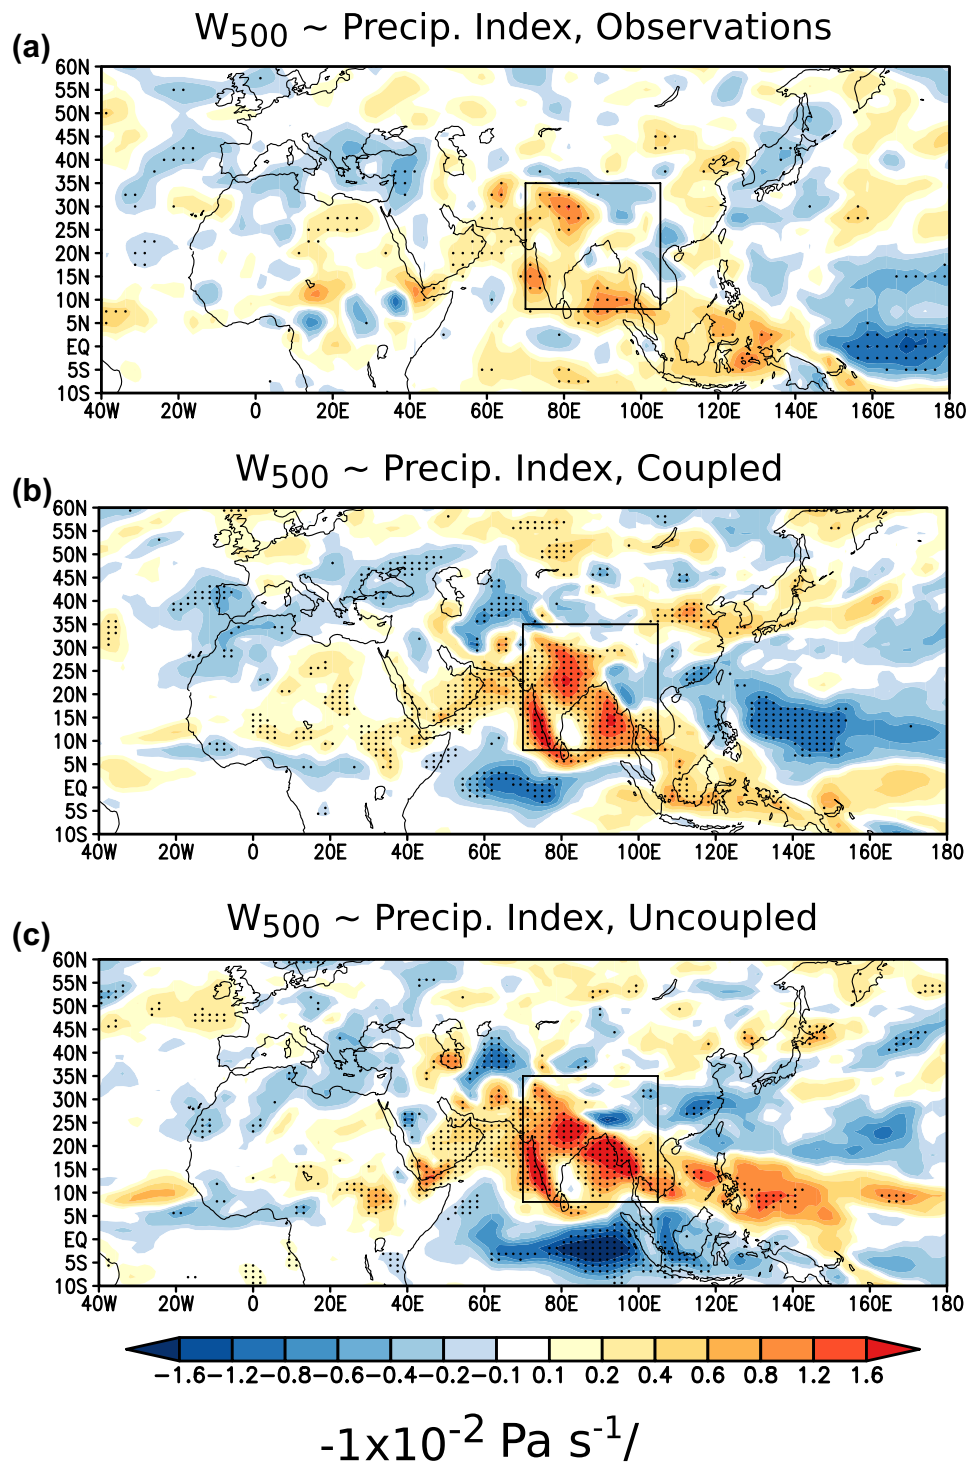 W500 ~ Precip. Index, Observations
(a)
60N
55N
50N
45N
40N
35N
30N
25N
20N
15N
10N
5N
EQ
5S
10S
40W 20W 0 20E 40E 60E 80E 100E 120E 140E 160E 180
W500 ~ Precip. Index, Coupled
(b)
60N
55N
50N
45N
40N
35N
30N
25N
20N
15N
10N
5N
EQ
5S
10S
40W 20W 0 20E 40E 60E 80E 100E 120E 140E 160E 180
W500 ~ Precip. Index, Uncoupled
(c)
60N
55N
50N
45N
40N
35N
30N
25N
20N
15N
10N
5N
EQ
5S
10S
40W 20W 0 20E 40E 60E 80E 100E 120E 140E 160E 180
−1.6 −1.2 −0.8 −0.6 −0.4 −0.2 −0.1 0.1 0.2 0.4 0.6 0.8 1.2 1.6
-1x10-2 Pa s-1/